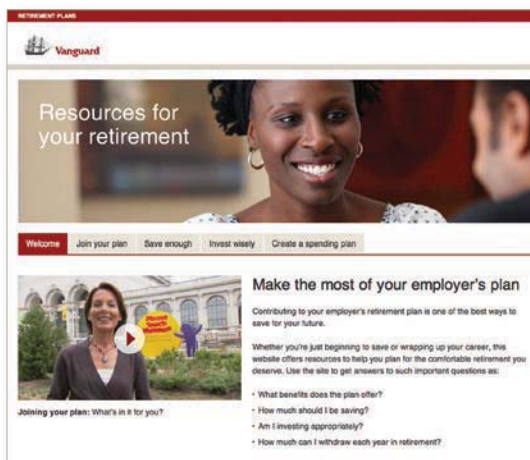 RETIREMENT PLANS
Vanguard
Resources for
your retirement
Welcome
Join your plan
Save enough
Invest wisely
Create a spending plan
Please
Touch
Museum
Make the most of your employer's plan
Contributing to your employer's retirement plan is one of the best ways to
save for your future.
Whether you're just beginning to save or wrapping up your career, this
website offers resources to help you plan for the comfortable retirement you
deserve. Use the site to get answers to such important questions as:
• What benefits does the plan offer?
• How much should I be saving?
• Am I investing appropriately?
• How much can I withdraw each year in retirement?
Joining your plan: What's in it for you?